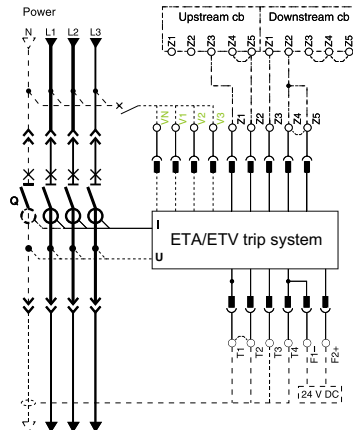 Power
Upstream cb
Downstream cb
N L1 L2 L3
Z1 Z2 Z3 Z4 Z5
Z1 Z2 Z3 Z4 Z5
VN V1 V2 V3 Z1 Z2 Z3 Z4 Z5
Q
I
U
ETA/ETV trip system
T1 T2 T3 T4 F1− F2+
24 V DC